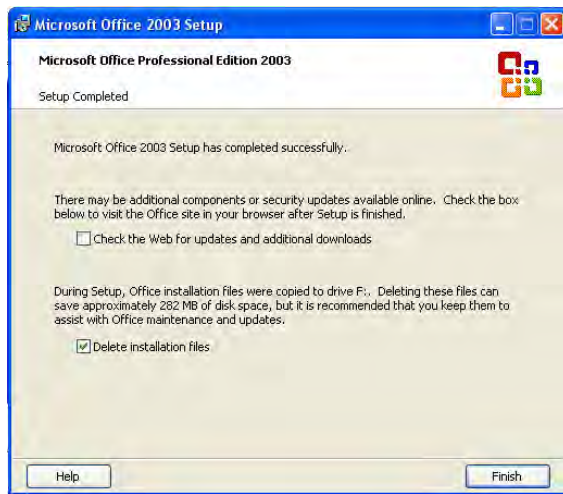 Microsoft Office 2003 Setup
Microsoft Office Professional Edition 2003
Setup Completed
Microsoft Office 2003 Setup has completed successfully.
There may be additional components or security updates available online. Check the box
below to visit the Office site in your browser after Setup is finished.
Check the Web for updates and additional downloads
During Setup, Office installation files were copied to drive F:. Deleting these files can
save approximately 282 MB of disk space, but it is recommended that you keep them to
assist with Office maintenance and updates.
Delete installation files
Help
Finish